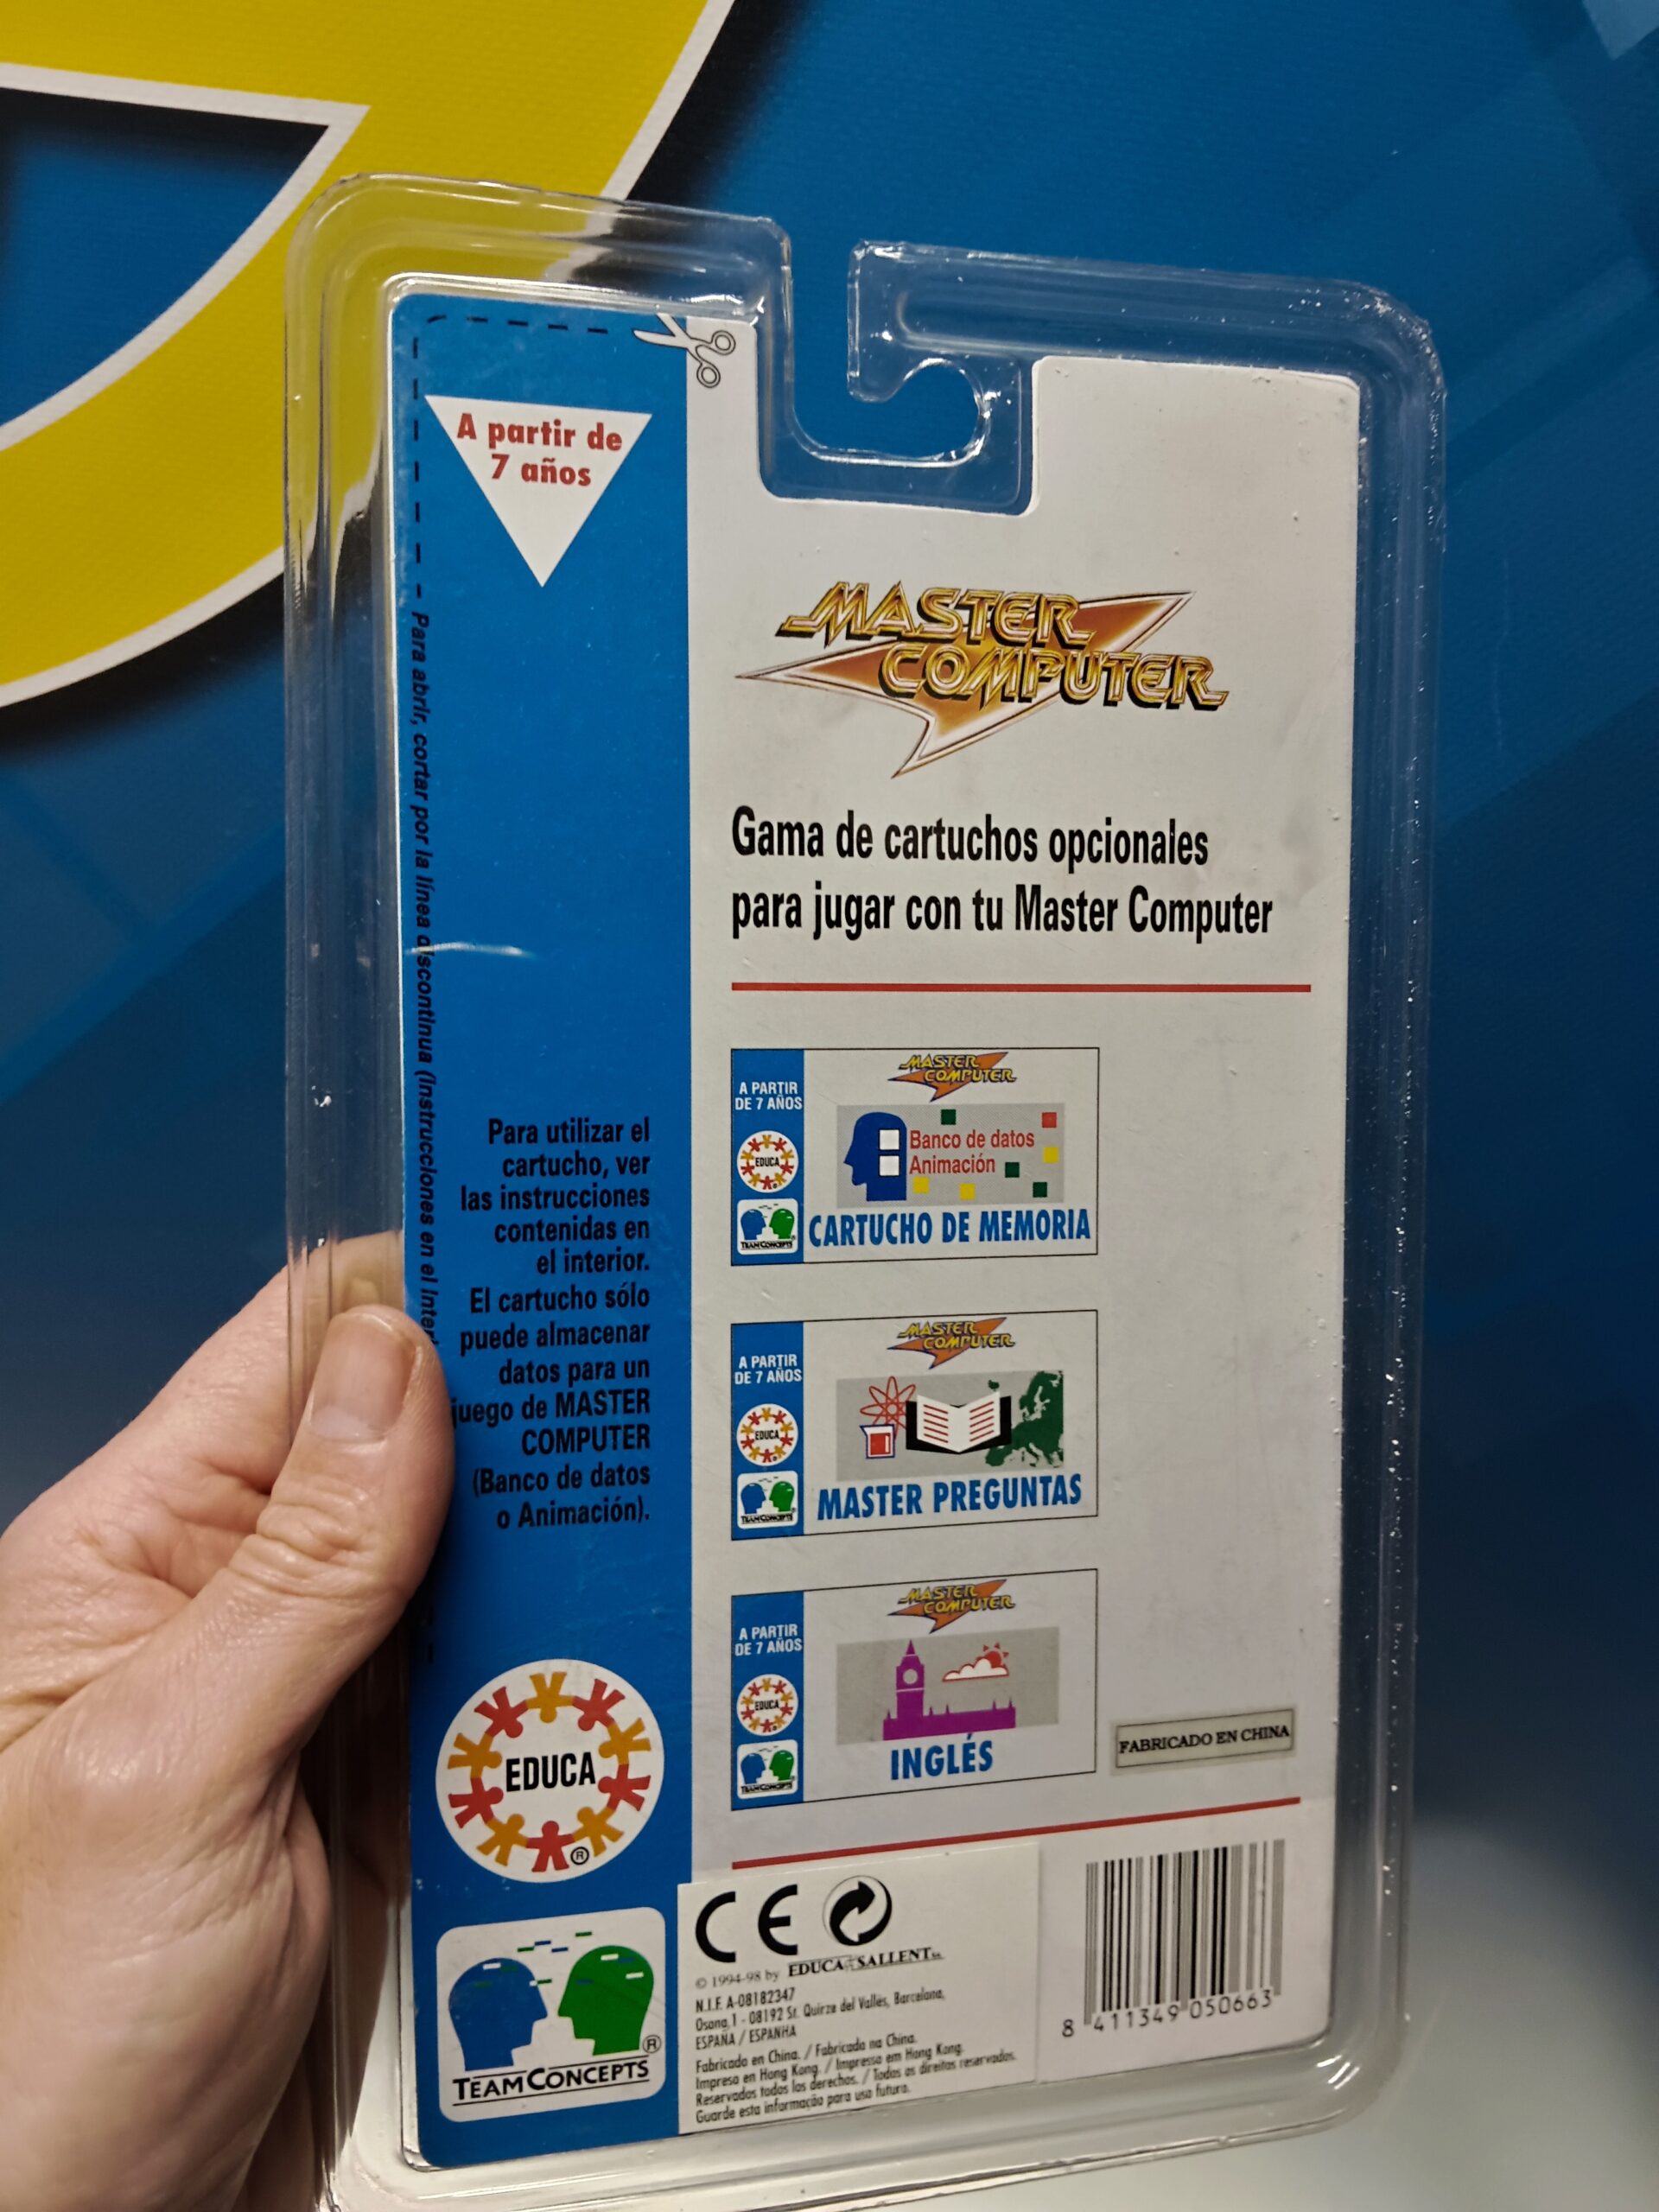 A partir de
7 años
Para abrir, cortar por la línea discontinua (Instrucciones en el
MASTER
COMPUTER
Gama de cartuchos opcionales
para jugar con tu Master Computer
Para utilizar el
cartucho, ver
las instrucciones
contenidas en
el interior.
El cartucho sólo
puede almacenar
datos para un
juego de MASTER
COMPUTER
(Banco de datos
o Animación).
EDUCA
®
TEAMCONCEPTS
®
MASTER
COMPUTER
A PARTIR
DE 7 AÑOS
Banco de datos
Animación
EDUCA
TEAMCONCEPTS
CARTUCHO DE MEMORIA
MASTER
COMPUTER
A PARTIR
DE 7 AÑOS
EDUCA
TEAMCONCEPTS
MASTER PREGUNTAS
MASTER
COMPUTER
A PARTIR
DE 7 AÑOS
EDUCA
TEAMCONCEPTS
INGLÉS
FABRICADO EN CHINA
CE
© 1994-98 by EDUCA SALLENT S.A.
N.I.F. A-08182347
Osona, 1 - 08192 St. Quirze del Vallès, Barcelona,
ESPAÑA / ESPANHA
Fabricado en China. / Fabricado na China.
Impreso en Hong Kong. / Impresso em Hong Kong.
Reservados todos los derechos. / Todos os direitos reservados.
Guarde esta informação para uso futuro.
8 411349 050663